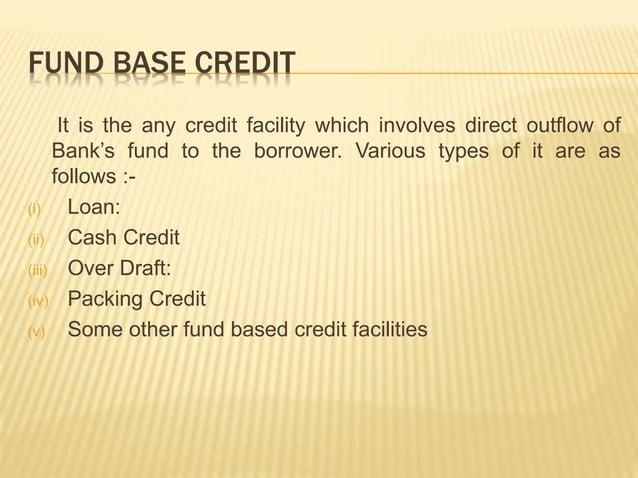 FUND BASE CREDIT
It is the any credit facility which involves direct outflow of
Bank’s fund to the borrower. Various types of it are as
follows :-
(i) Loan:
(ii) Cash Credit
(iii) Over Draft:
(iv) Packing Credit
(v) Some other fund based credit facilities